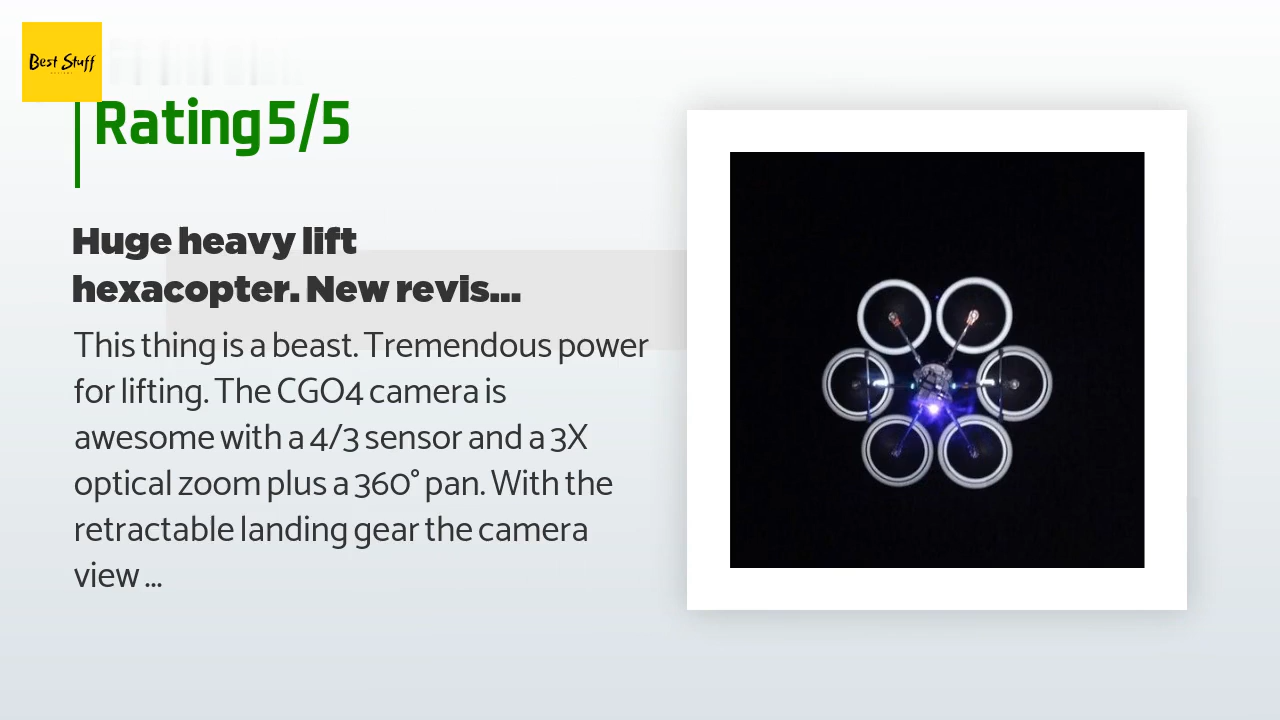 Best Stuff
Rating 5/5
Huge heavy lift
hexacopter. New revis...
This thing is a beast. Tremendous power
for lifting. The CGO4 camera is
awesome with a 4/3 sensor and a 3X
optical zoom plus a 360° pan. With the
retractable landing gear the camera
view ...